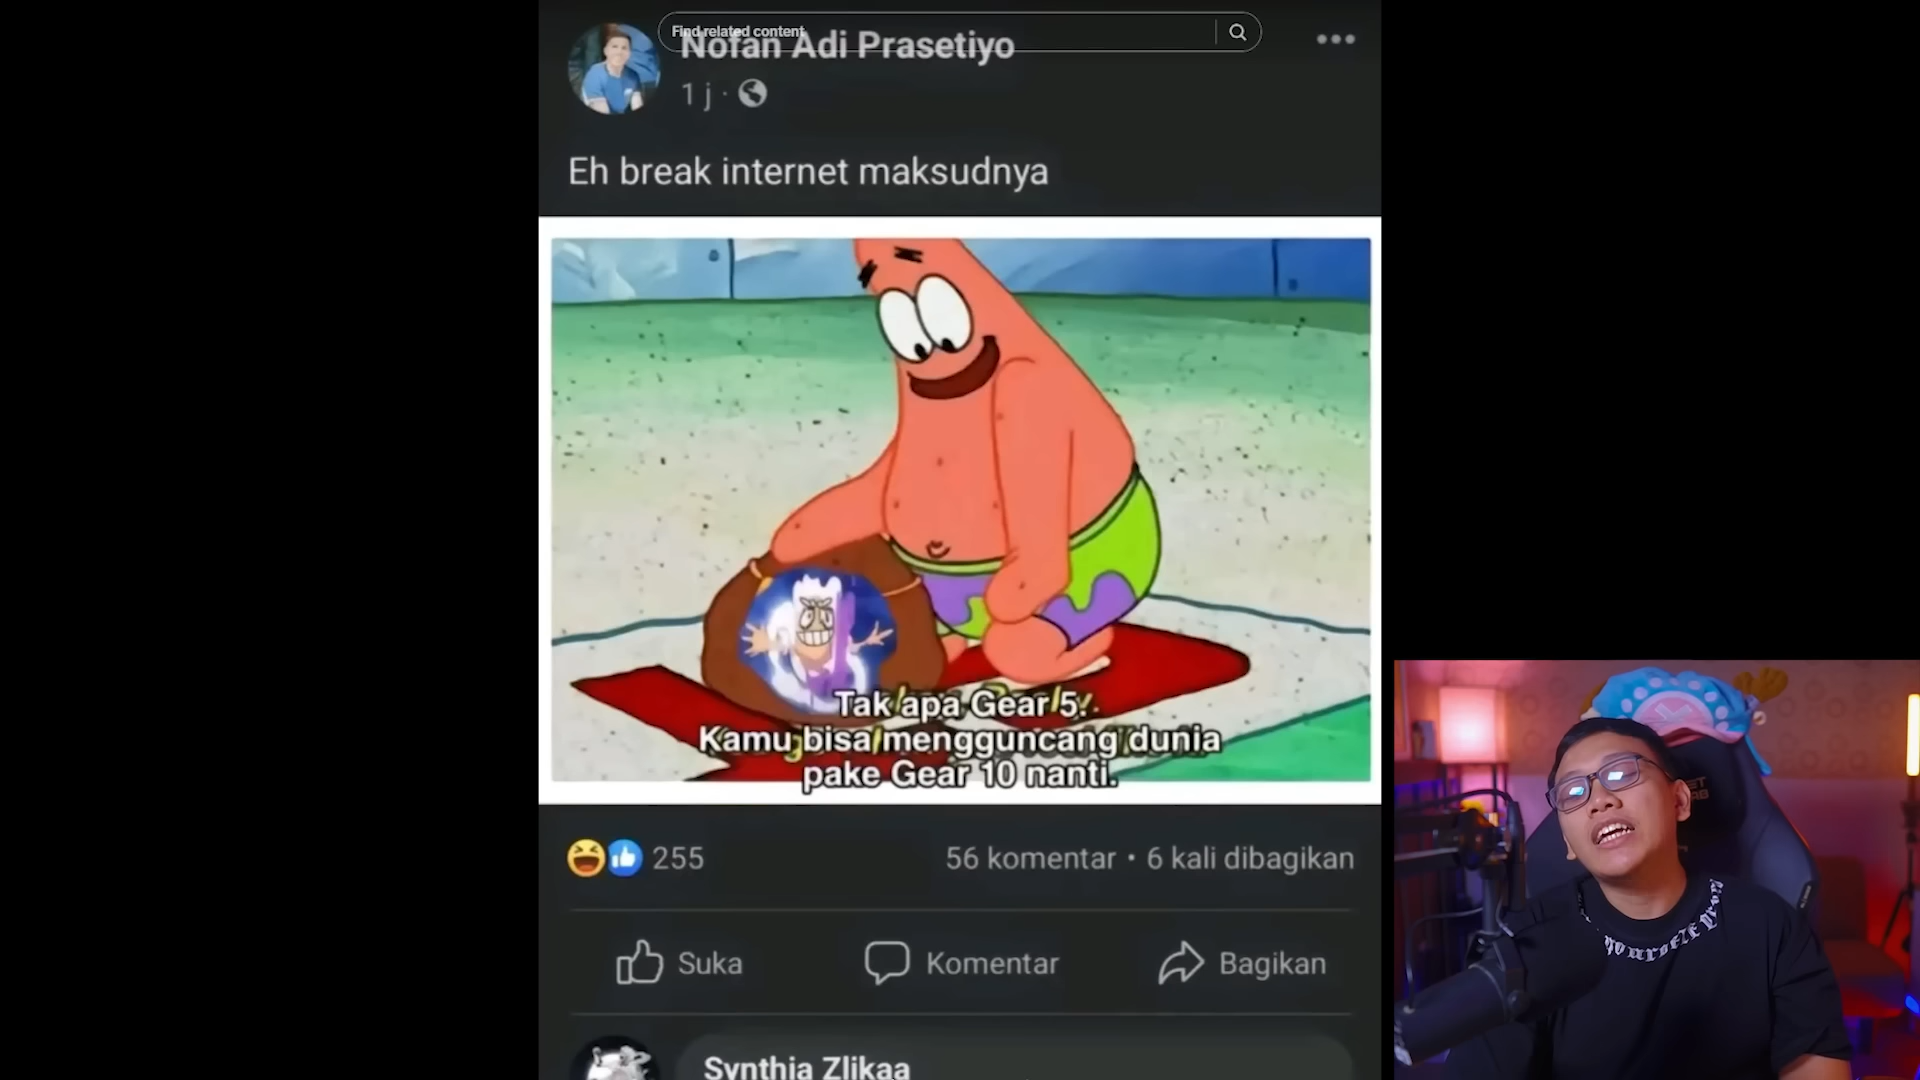 Find related content
Nofan Adi Prasetiyo
1 j
Eh break internet maksudnya
Tak apa Gear 5.
Kamu bisa mengguncang dunia
pake Gear 10 nanti.
255
56 komentar • 6 kali dibagikan
Suka
Komentar
Bagikan
Synthia Zlikaa